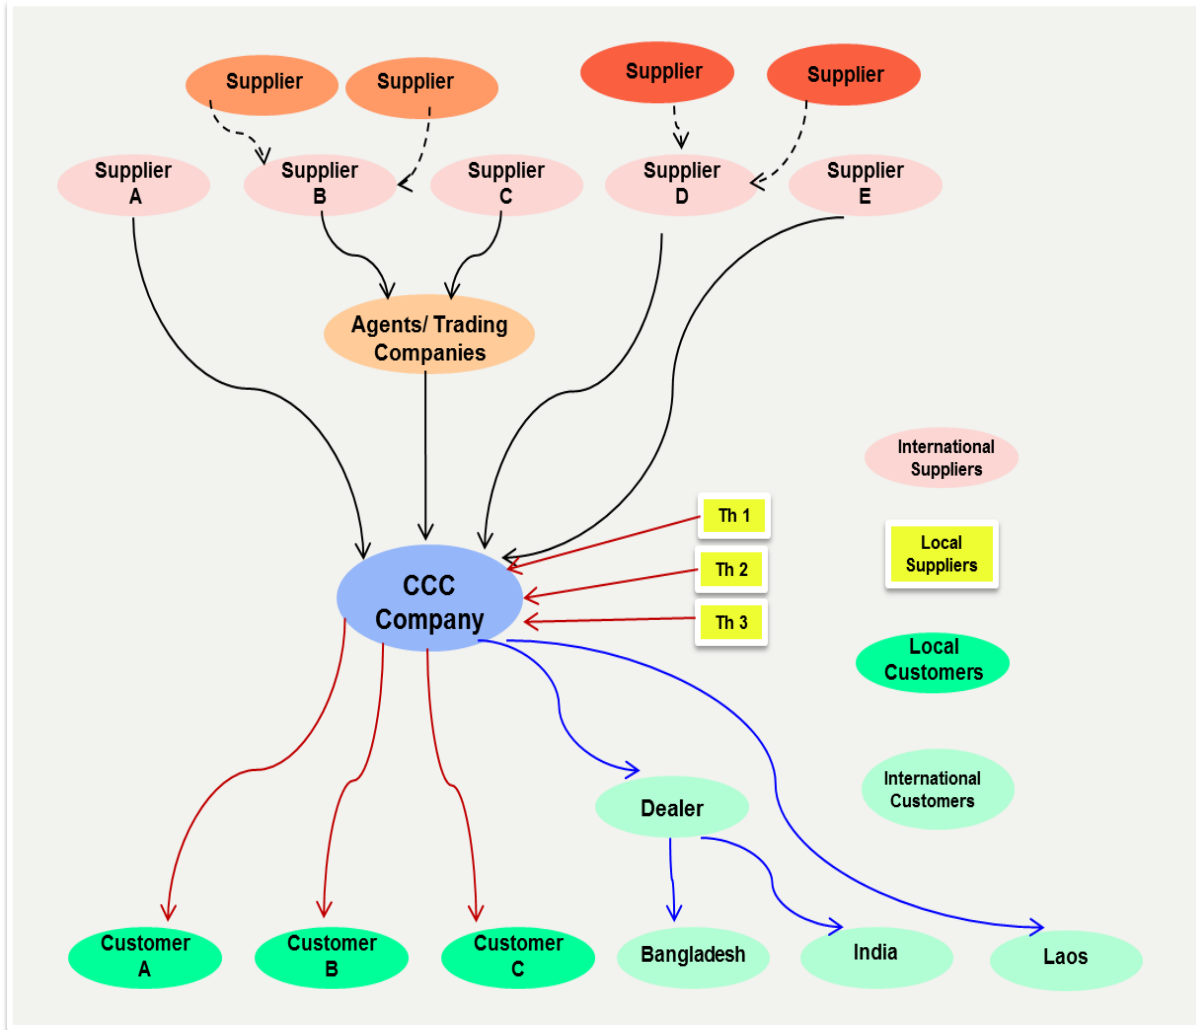 Supplier
Supplier
Supplier
Supplier
Supplier
A
Supplier
B
Supplier
C
Supplier
D
Supplier
E
Agents/ Trading
Companies
International
Suppliers
Th 1
Local
Suppliers
Th 2
CCC
Company
Th 3
Local
Customers
International
Customers
Dealer
Customer
A
Customer
B
Customer
C
Bangladesh
India
Laos